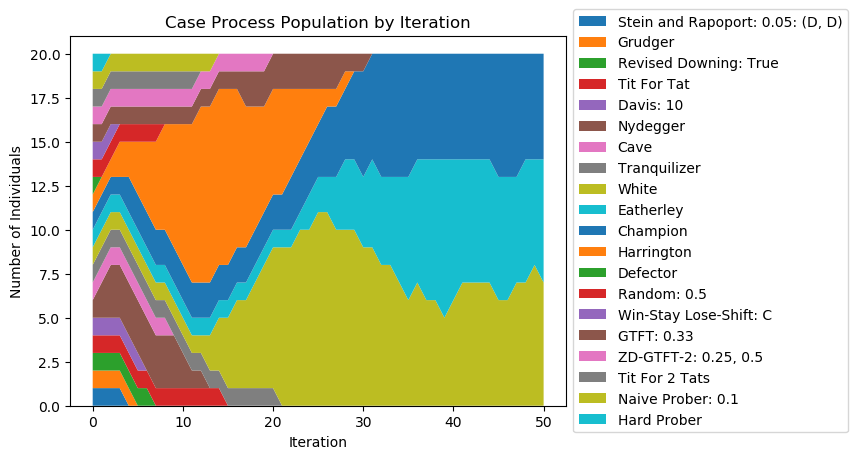 Case Process Population by Iteration
20.0
17.5
15.0
12.5
10.0
7.5
5.0
2.5
0.0
Number of Individuals
0 10 20 30 40 50
Iteration
Stein and Rapoport: 0.05: (D, D)
Grudger
Revised Downing: True
Tit For Tat
Davis: 10
Nydegger
Cave
Tranquilizer
White
Eatherley
Champion
Harrington
Defector
Random: 0.5
Win-Stay Lose-Shift: C
GTFT: 0.33
ZD-GTFT-2: 0.25, 0.5
Tit For 2 Tats
Naive Prober: 0.1
Hard Prober